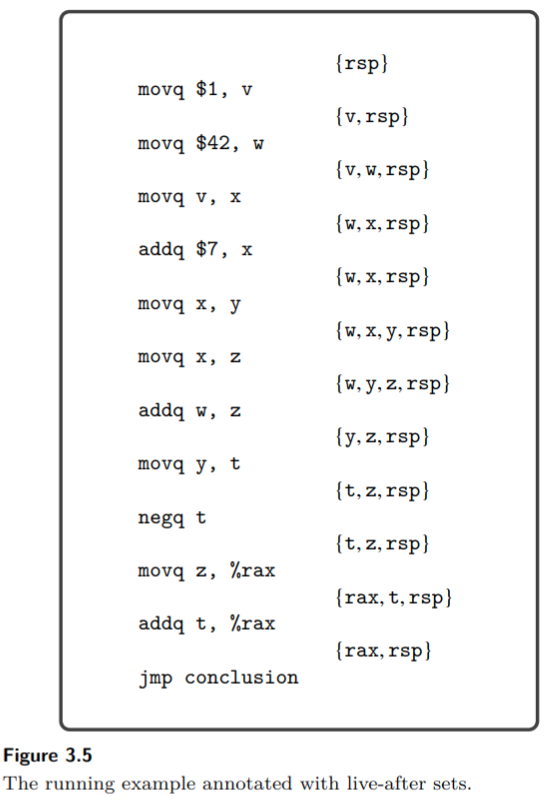 {rsp}
movq $1, v
{v, rsp}
movq $42, w
{v, w, rsp}
movq v, x
{w, x, rsp}
addq $7, x
{w, x, rsp}
movq x, y
{w, x, y, rsp}
movq x, z
{w, y, z, rsp}
addq w, z
{y, z, rsp}
movq y, t
{t, z, rsp}
negq t
{t, z, rsp}
movq z, %rax
{rax, t, rsp}
addq t, %rax
{rax, rsp}
jmp conclusion
Figure 3.5
The running example annotated with live-after sets.